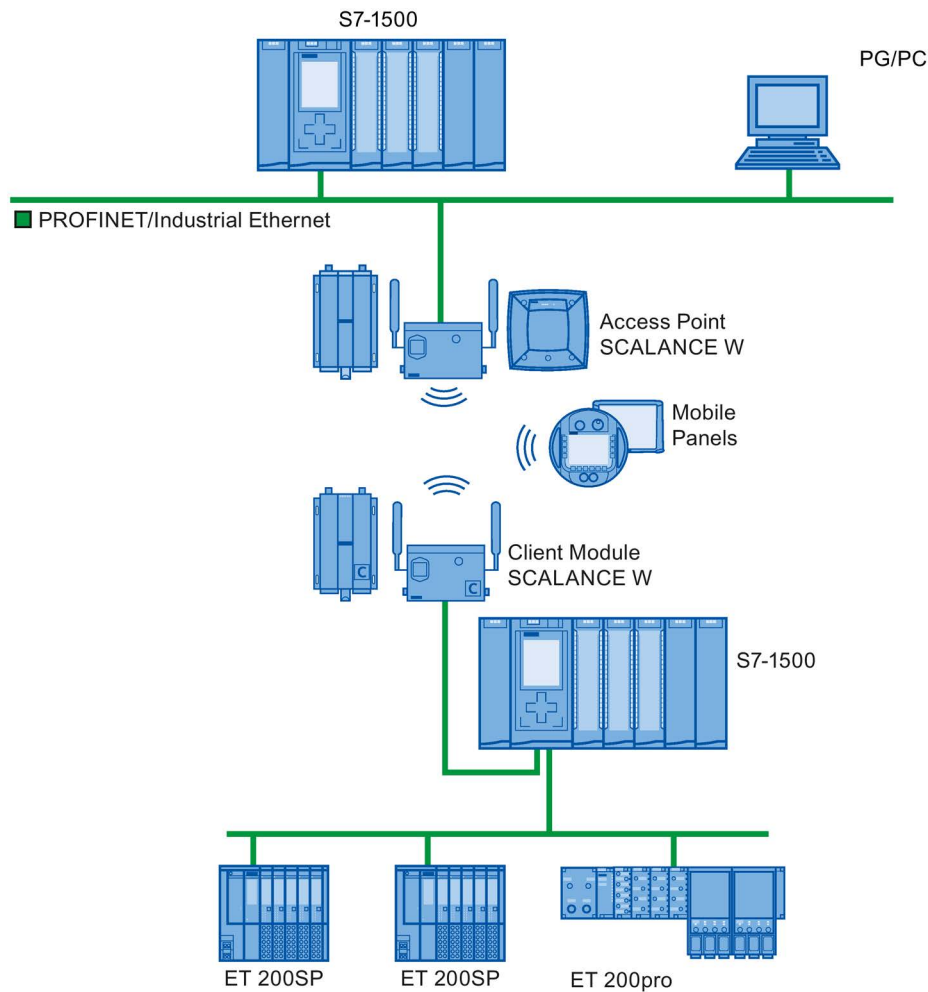 S7-1500
PG/PC
PROFINET/Industrial Ethernet
Access Point
SCALANCE W
Mobile
Panels
C
Client Module
SCALANCE W
C
S7-1500
ET 200SP
ET 200SP
ET 200pro